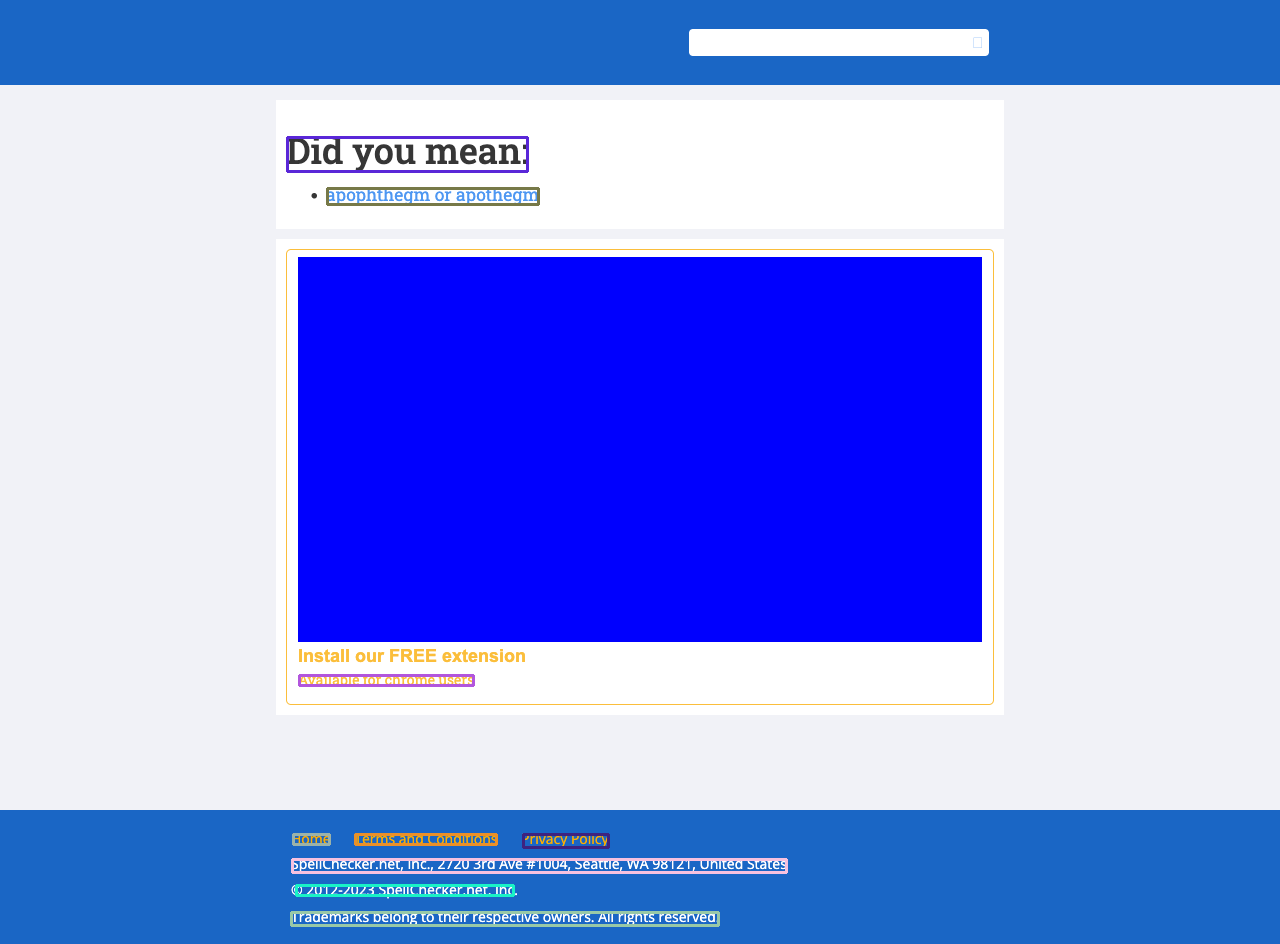 Did you mean:
• apophthegm or apothegm
Install our FREE extension
Available for chrome users
Home Terms and Conditions Privacy Policy
SpellChecker.net, Inc., 2720 3rd Ave #1004, Seattle, WA 98121, United States
© 2012-2023 SpellChecker.net, Inc.
Trademarks belong to their respective owners. All rights reserved